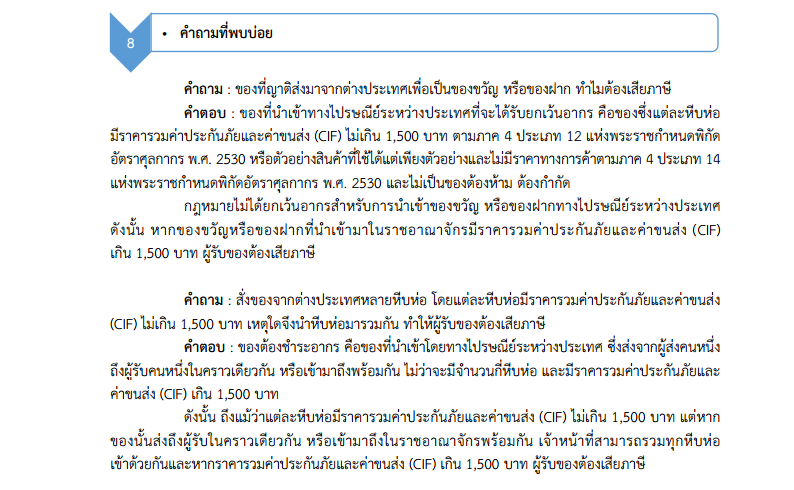 8
• คำถามที่พบบ่อย
คำถาม : ของที่ญาติส่งมาจากต่างประเทศเพื่อเป็นของขวัญ หรือของฝาก ทำไมต้องเสียภาษี
คำตอบ : ของที่นำเข้าทางไปรษณีย์ระหว่างประเทศที่จะได้รับยกเว้นอากร คือของซึ่งแต่ละหีบห่อ
มีราคารวมค่าประกันภัยและค่าขนส่ง (CIF) ไม่เกิน 1,500 บาท ตามภาค 4 ประเภท 12 แห่งพระราชกำหนดพิกัด
อัตราศุลกากร พ.ศ. 2530 หรือตัวอย่างสินค้าที่ใช้ได้แต่เพียงตัวอย่างและไม่มีราคาทางการค้าตามภาค 4 ประเภท 14
แห่งพระราชกำหนดพิกัดอัตราศุลกากร พ.ศ. 2530 และไม่เป็นของต้องห้าม ต้องกำกัด
กฎหมายไม่ได้ยกเว้นอากรสำหรับการนำเข้าของขวัญ หรือของฝากทางไปรษณีย์ระหว่างประเทศ
ดังนั้น หากของขวัญหรือของฝากที่นำเข้ามาในราชอาณาจักรมีราคารวมค่าประกันภัยและค่าขนส่ง (CIF)
เกิน 1,500 บาท ผู้รับของต้องเสียภาษี
คำถาม : สั่งของจากต่างประเทศหลายหีบห่อ โดยแต่ละหีบห่อมีราคารวมค่าประกันภัยและค่าขนส่ง
(CIF) ไม่เกิน 1,500 บาท เหตุใดจึงนำหีบห่อมารวมกัน ทำให้ผู้รับของต้องเสียภาษี
คำตอบ : ของต้องชำระอากร คือของที่นำเข้าโดยทางไปรษณีย์ระหว่างประเทศ ซึ่งส่งจากผู้ส่งคนหนึ่ง
ถึงผู้รับคนหนึ่งในคราวเดียวกัน หรือเข้ามาถึงพร้อมกัน ไม่ว่าจะมีจำนวนกี่หีบห่อ และมีราคารวมค่าประกันภัยและ
ค่าขนส่ง (CIF) เกิน 1,500 บาท
ดังนั้น ถึงแม้ว่าแต่ละหีบห่อมีราคารวมค่าประกันภัยและค่าขนส่ง (CIF) ไม่เกิน 1,500 บาท แต่หาก
ของนั้นส่งถึงผู้รับในคราวเดียวกัน หรือเข้ามาถึงในราชอาณาจักรพร้อมกัน เจ้าหน้าที่สามารถรวมทุกหีบห่อ
เข้าด้วยกันและหากราคารวมค่าประกันภัยและค่าขนส่ง (CIF) เกิน 1,500 บาท ผู้รับของต้องเสียภาษี